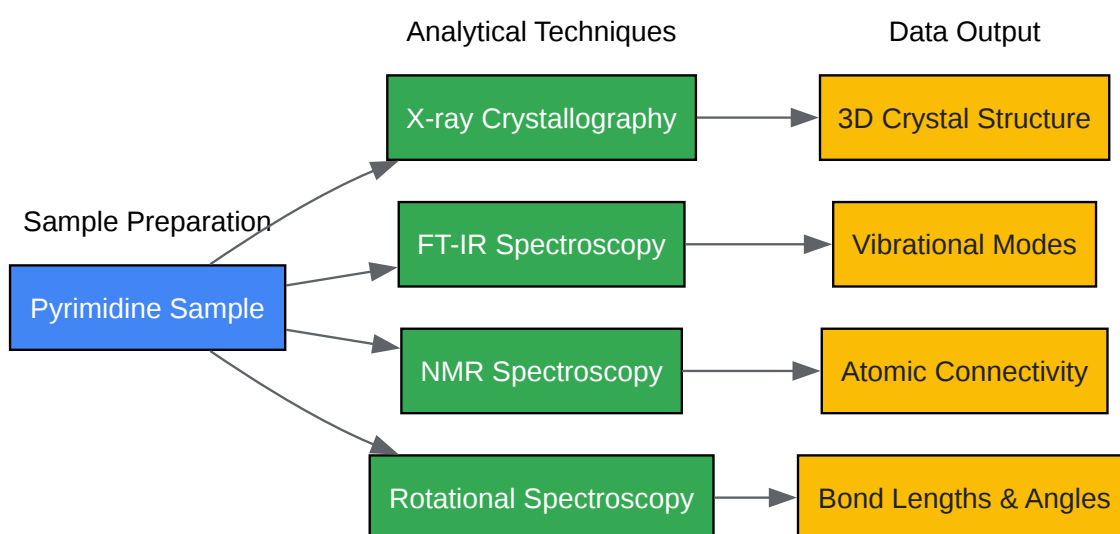 Analytical Techniques
Data Output
X-ray Crystallography
3D Crystal Structure
Sample Preparation
FT-IR Spectroscopy
Vibrational Modes
Pyrimidine Sample
NMR Spectroscopy
Atomic Connectivity
Rotational Spectroscopy
Bond Lengths & Angles